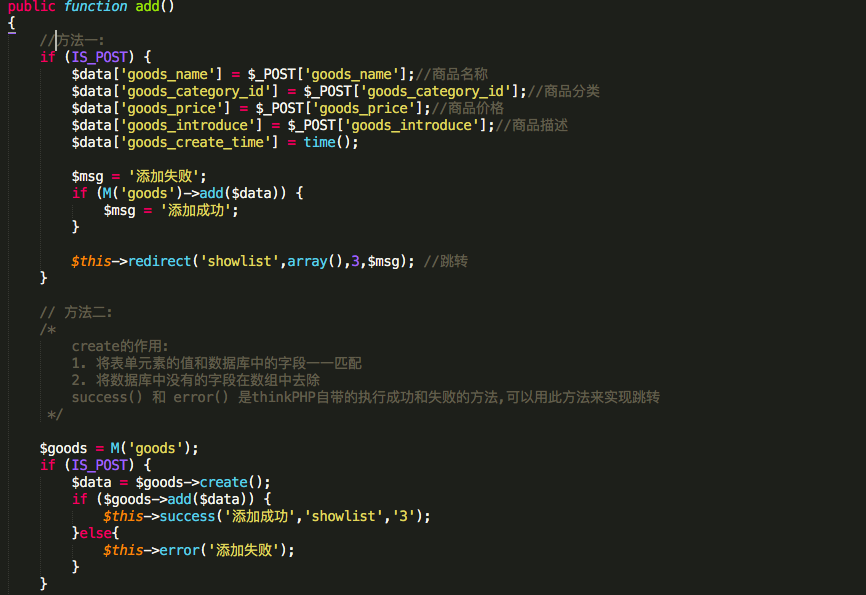 public function add()
{
    //方法一:
    if (IS_POST) {
        $data['goods_name'] = $_POST['goods_name'];//商品名称
        $data['goods_category_id'] = $_POST['goods_category_id'];//商品分类
        $data['goods_price'] = $_POST['goods_price'];//商品价格
        $data['goods_introduce'] = $_POST['goods_introduce'];//商品描述
        $data['goods_create_time'] = time();

        $msg = '添加失败';
        if (M('goods')->add($data)) {
            $msg = '添加成功';
        }

        $this->redirect('showlist',array(),3,$msg); //跳转
    }

    // 方法二:
    /*
        create的作用:
        1. 将表单元素的值和数据库中的字段一一匹配
        2. 将数据库中没有的字段在数组中去除
        success() 和 error() 是thinkPHP自带的执行成功和失败的方法,可以用此方法来实现跳转
     */

    $goods = M('goods');
    if (IS_POST) {
        $data = $goods->create();
        if ($goods->add($data)) {
            $this->success('添加成功','showlist','3');
        }else{
            $this->error('添加失败');
        }
    }